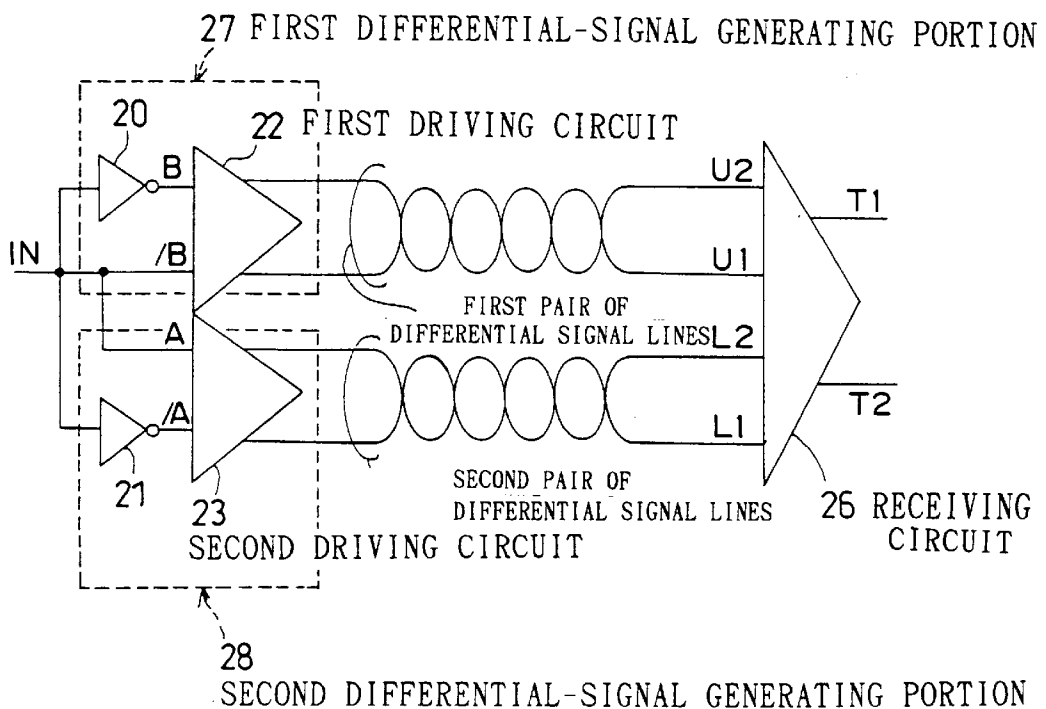 27 FIRST DIFFERENTIAL-SIGNAL GENERATING PORTION
20
22 FIRST DRIVING CIRCUIT
B
U2
T1
IN
/B
U1
FIRST PAIR OF
DIFFERENTIAL SIGNAL LINES
A
L2
/A
T2
L1
21
23
SECOND DRIVING CIRCUIT
SECOND PAIR OF
DIFFERENTIAL SIGNAL LINES
26 RECEIVING
CIRCUIT
28
SECOND DIFFERENTIAL-SIGNAL GENERATING PORTION